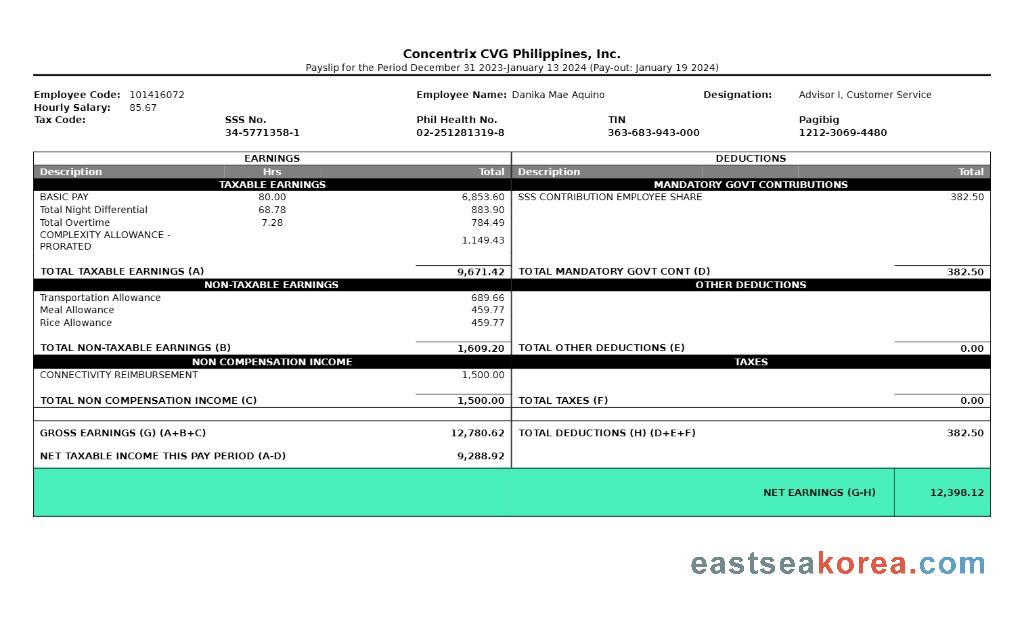 Concentrix CVG Philippines, Inc.
Payslip for the Period December 31 2023-January 13 2024 (Pay-out: January 19 2024)
Employee Code: 101416072 Employee Name: Danika Mae Aquino Designation: Advisor I, Customer Service
Hourly Salary: 85.67
Tax Code: SSS No. Phil Health No. TIN Pagibig
34-5771358-1 02-251281319-8 363-683-943-000 1212-3069-4480
EARNINGS DEDUCTIONS
Description Hrs Total Description Total
TAXABLE EARNINGS MANDATORY GOVT CONTRIBUTIONS
BASIC PAY 80.00 6,853.60 SSS CONTRIBUTION EMPLOYEE SHARE 382.50
Total Night Differential 68.78 883.90
Total Overtime 7.28 784.49
COMPLEXITY ALLOWANCE -
PRORATED 1,149.43
TOTAL TAXABLE EARNINGS (A) 9,671.42 TOTAL MANDATORY GOVT CONT (D) 382.50
NON-TAXABLE EARNINGS OTHER DEDUCTIONS
Transportation Allowance 689.66
Meal Allowance 459.77
Rice Allowance 459.77
TOTAL NON-TAXABLE EARNINGS (B) 1,609.20 TOTAL OTHER DEDUCTIONS (E) 0.00
NON COMPENSATION INCOME TAXES
CONNECTIVITY REIMBURSEMENT 1,500.00
TOTAL NON COMPENSATION INCOME (C) 1,500.00 TOTAL TAXES (F) 0.00
GROSS EARNINGS (G) (A+B+C) 12,780.62 TOTAL DEDUCTIONS (H) (D+E+F) 382.50
NET TAXABLE INCOME THIS PAY PERIOD (A-D) 9,288.92
NET EARNINGS (G-H) 12,398.12
eastseakorea.com